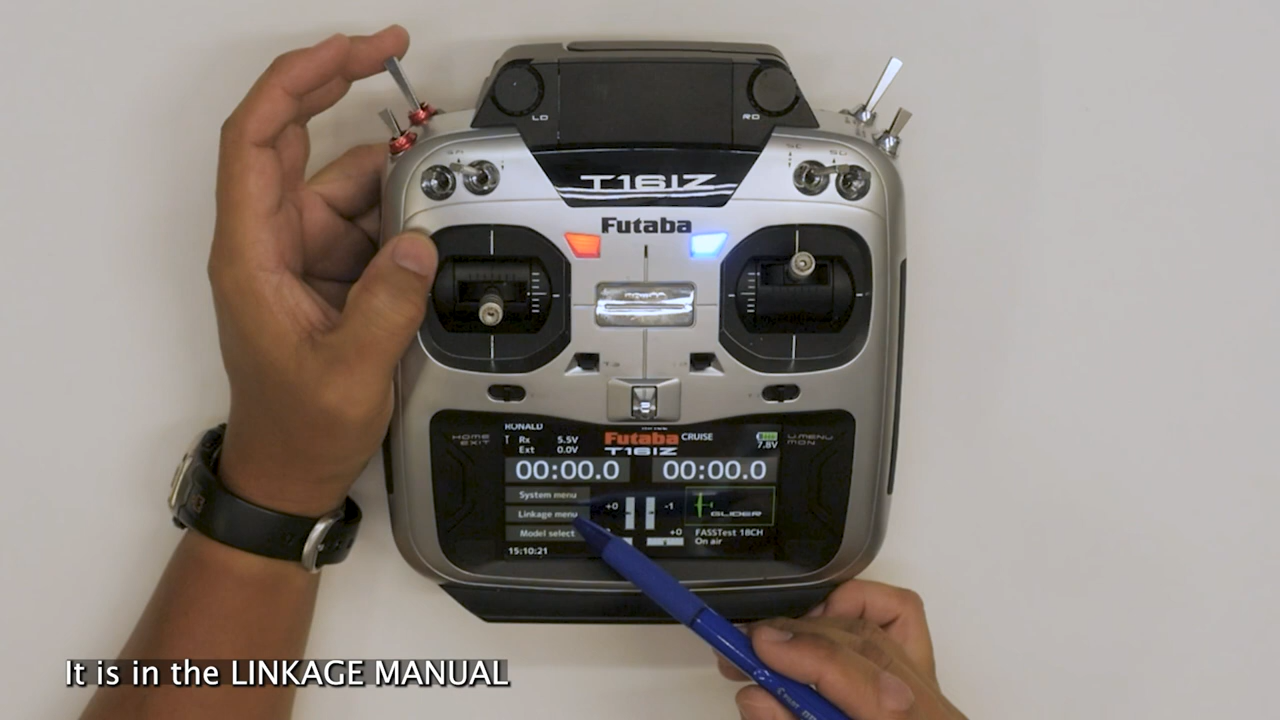 LD
RD
T16IZ
Futaba
HOME
EXIT
U.MENU
MON
RONALD
Rx 5.5V
Ext 0.0V
Futaba
T16IZ
CRUISE
7.8V
00:00.0
00:00.0
System menu
Linkage menu
Model select
+0
-1
GLIDER
+0
FASSTest 18CH
On air
15:10:21
It is in the LINKAGE MANUAL